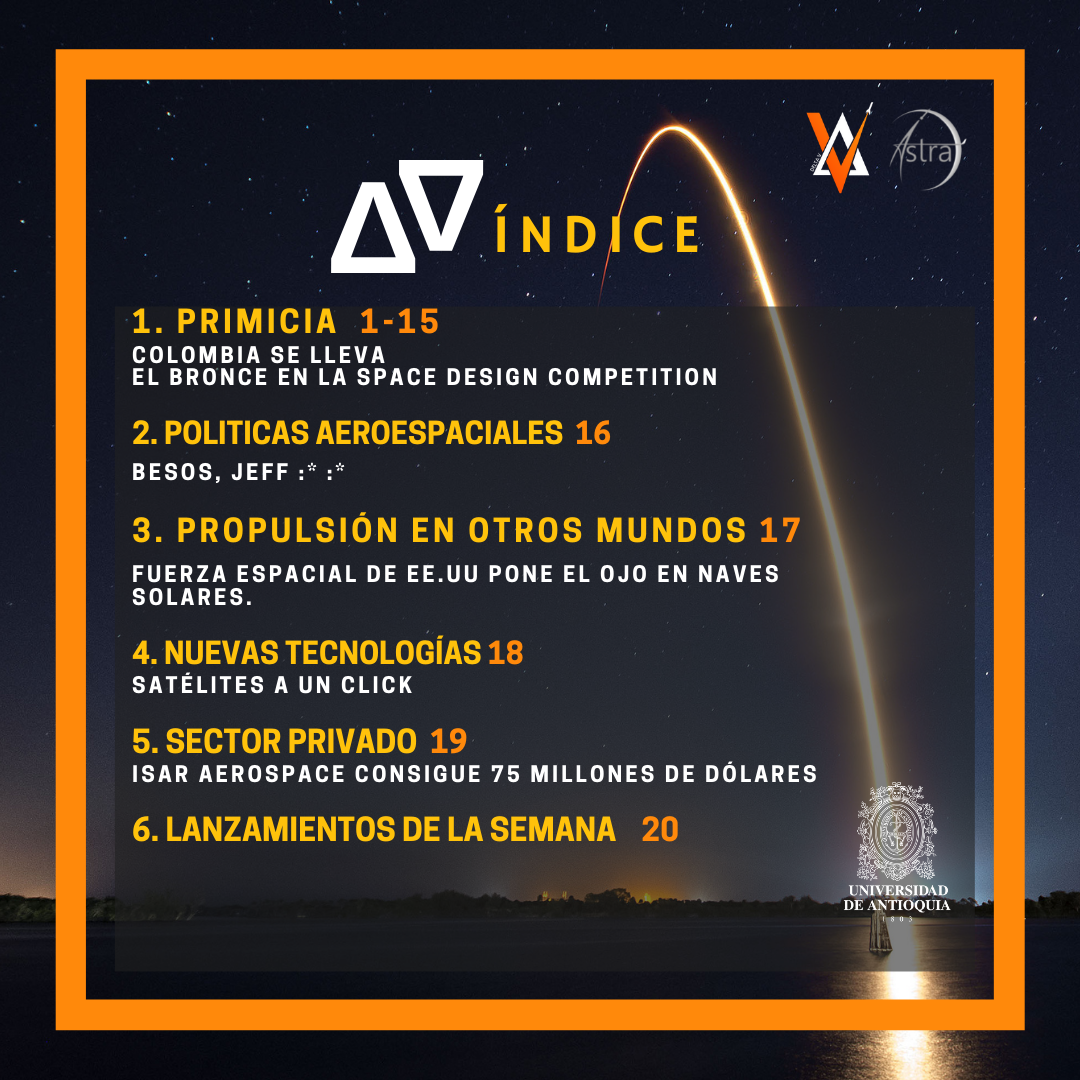 Astra
ÍNDICE
1. PRIMICIA 1-15
COLOMBIA SE LLEVA
EL BRONCE EN LA SPACE DESIGN COMPETITION
2. POLITICAS AEROESPACIALES 16
BESOS, JEFF :* :*
3. PROPULSIÓN EN OTROS MUNDOS 17
FUERZA ESPACIAL DE EE.UU PONE EL OJO EN NAVES
SOLARES.
4. NUEVAS TECNOLOGÍAS 18
SATÉLITES A UN CLICK
5. SECTOR PRIVADO 19
ISAR AEROSPACE CONSIGUE 75 MILLONES DE DÓLARES
6. LANZAMIENTOS DE LA SEMANA 20
UNIVERSIDAD
DE ANTIOQUIA
1803